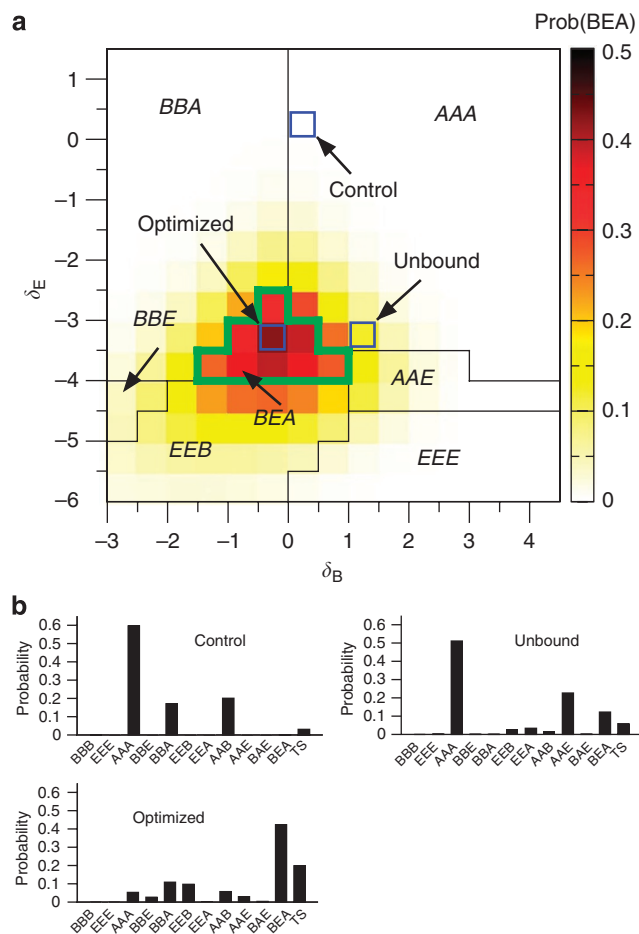 a
Prob(BEA)
BBA
AAA
Control
Optimized
Unbound
BBE
AAE
BEA
EEB
EEE
1
0
–1
–2
–3
–4
–5
–6
δE
–3
–2
–1
0
1
2
3
4
δB
0.5
0.4
0.3
0.2
0.1
0
b
Control
Probability
0.6
0.5
0.4
0.3
0.2
0.1
0
BBB EEE AAA BBE BBA EEB EEA AAB AAE BAE BEA TS
Unbound
Probability
0.6
0.5
0.4
0.3
0.2
0.1
0
BBB EEE AAA BBE BBA EEB EEA AAB AAE BAE BEA TS
Optimized
Probability
0.6
0.5
0.4
0.3
0.2
0.1
0
BBB EEE AAA BBE BBA EEB EEA AAB AAE BAE BEA TS